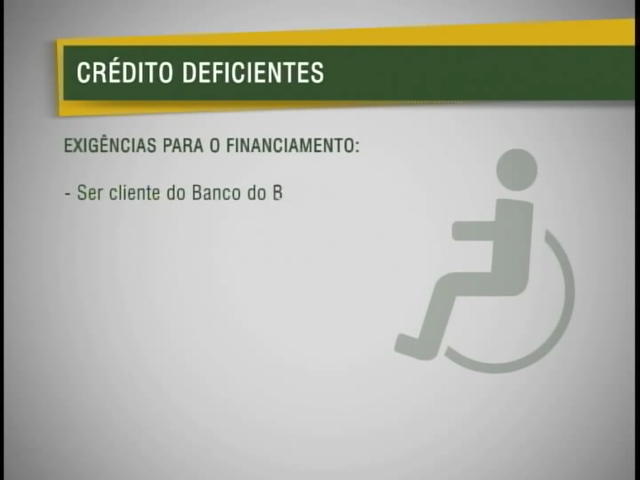 CRÉDITO DEFICIENTES
EXIGÊNCIAS PARA O FINANCIAMENTO:
- Ser cliente do Banco do B